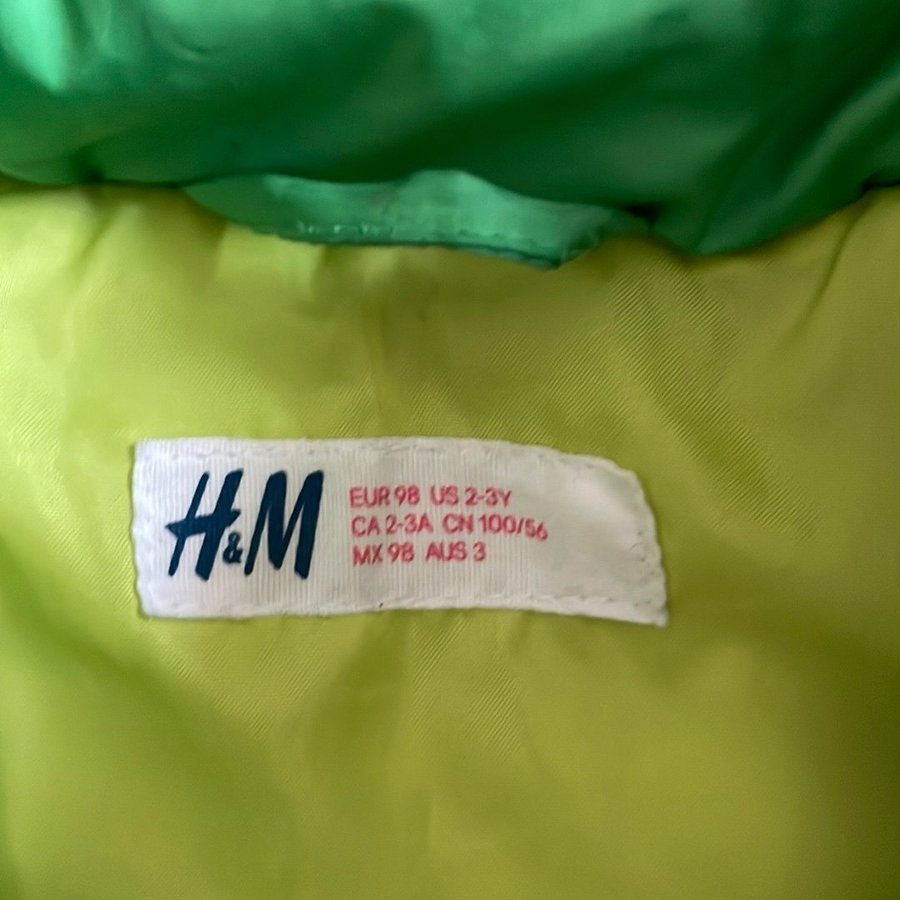 H&M
EUR 98 US 2-3Y
CA 2-3A CN 100/56
MX 98 AUS 3